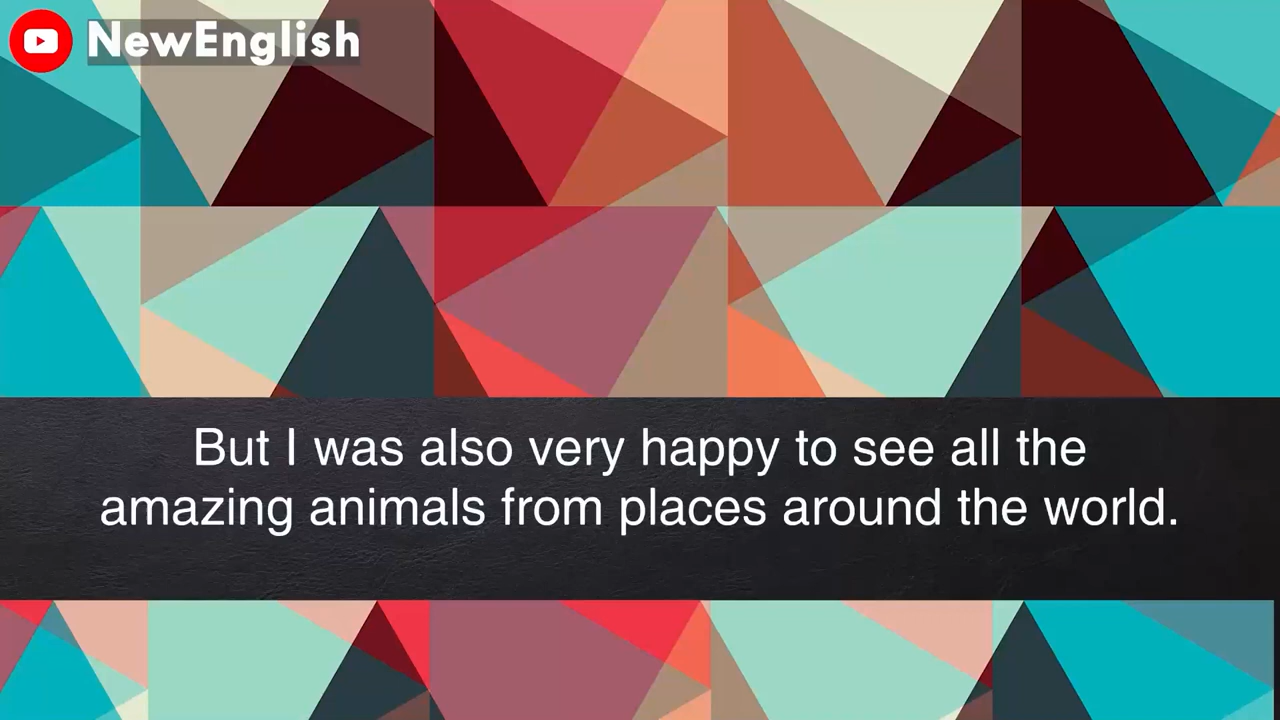 NewEnglish
But I was also very happy to see all the
amazing animals from places around the world.